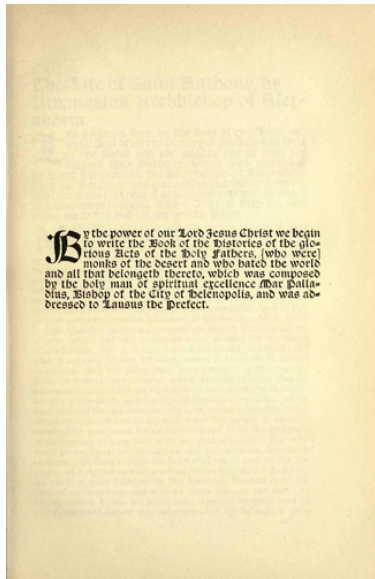 By the power of our Lord Jesus Christ we begin
to write the Book of the Histories of the glo-
rious Acts of the Holy Fathers, [who were]
monks of the desert and who hated the world
and all that belongeth thereto, which was composed
by the holy man of spiritual excellence Mar Palla-
dius, Bishop of the City of Helenopolis, and was ad-
dressed to Lausus the Prefect.